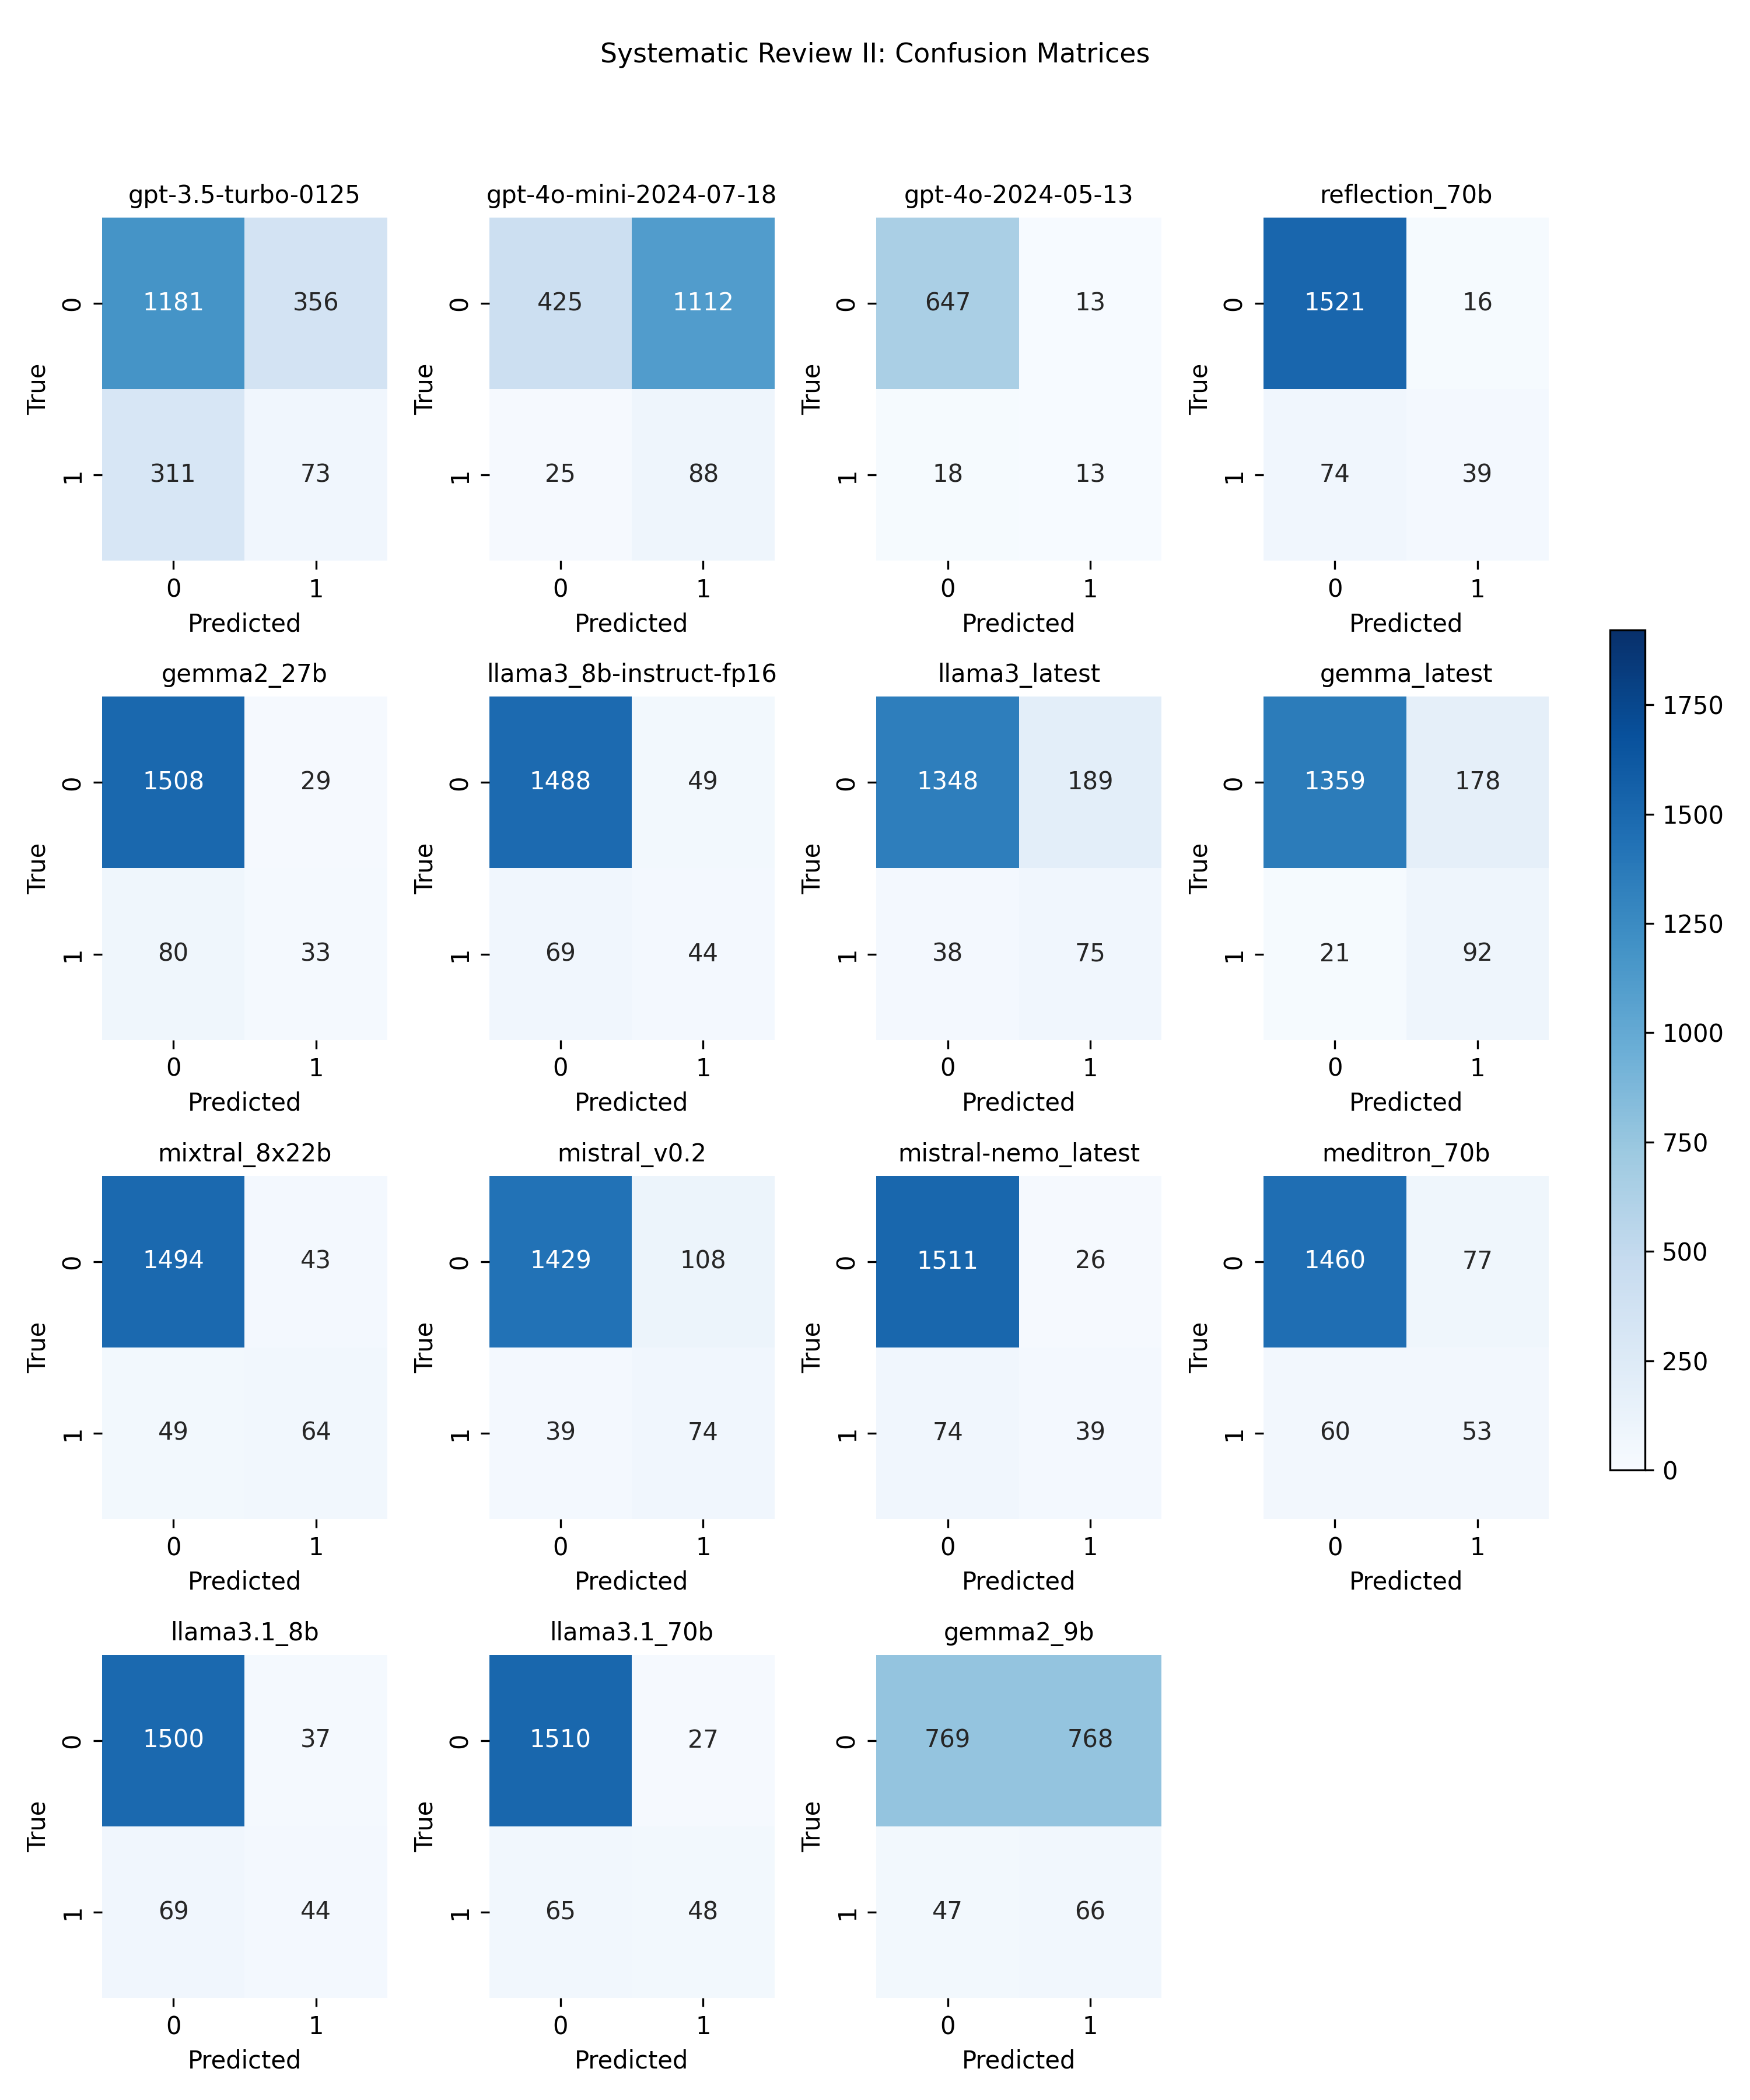 Systematic Review II: Confusion Matrices
gpt-3.5-turbo-0125
True
0
1
1181 356
311 73
0 1
Predicted
gpt-4o-mini-2024-07-18
True
0
1
425 1112
25 88
0 1
Predicted
gpt-4o-2024-05-13
True
0
1
647 13
18 13
0 1
Predicted
reflection_70b
True
0
1
1521 16
74 39
0 1
Predicted
gemma2_27b
True
0
1
1508 29
80 33
0 1
Predicted
llama3_8b-instruct-fp16
True
0
1
1488 49
69 44
0 1
Predicted
llama3_latest
True
0
1
1348 189
38 75
0 1
Predicted
gemma_latest
True
0
1
1359 178
21 92
0 1
Predicted
mixtral_8x22b
True
0
1
1494 43
49 64
0 1
Predicted
mistral_v0.2
True
0
1
1429 108
39 74
0 1
Predicted
mistral-nemo_latest
True
0
1
1511 26
74 39
0 1
Predicted
meditron_70b
True
0
1
1460 77
60 53
0 1
Predicted
llama3.1_8b
True
0
1
1500 37
69 44
0 1
Predicted
llama3.1_70b
True
0
1
1510 27
65 48
0 1
Predicted
gemma2_9b
True
0
1
769 768
47 66
0 1
Predicted
1750
1500
1250
1000
750
500
250
0